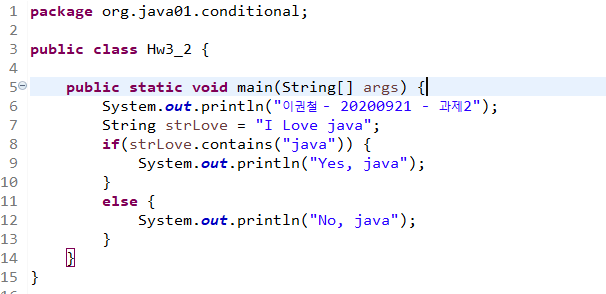 1 package org.java01.conditional;
2
3 public class Hw3_2 {
4
5 public static void main(String[] args) {
6 System.out.println("이권철 - 20200921 - 과제2");
7 String strLove = "I Love java";
8 if(strLove.contains("java")) {
9 System.out.println("Yes, java");
10 }
11 else {
12 System.out.println("No, java");
13 }
14 }
15 }